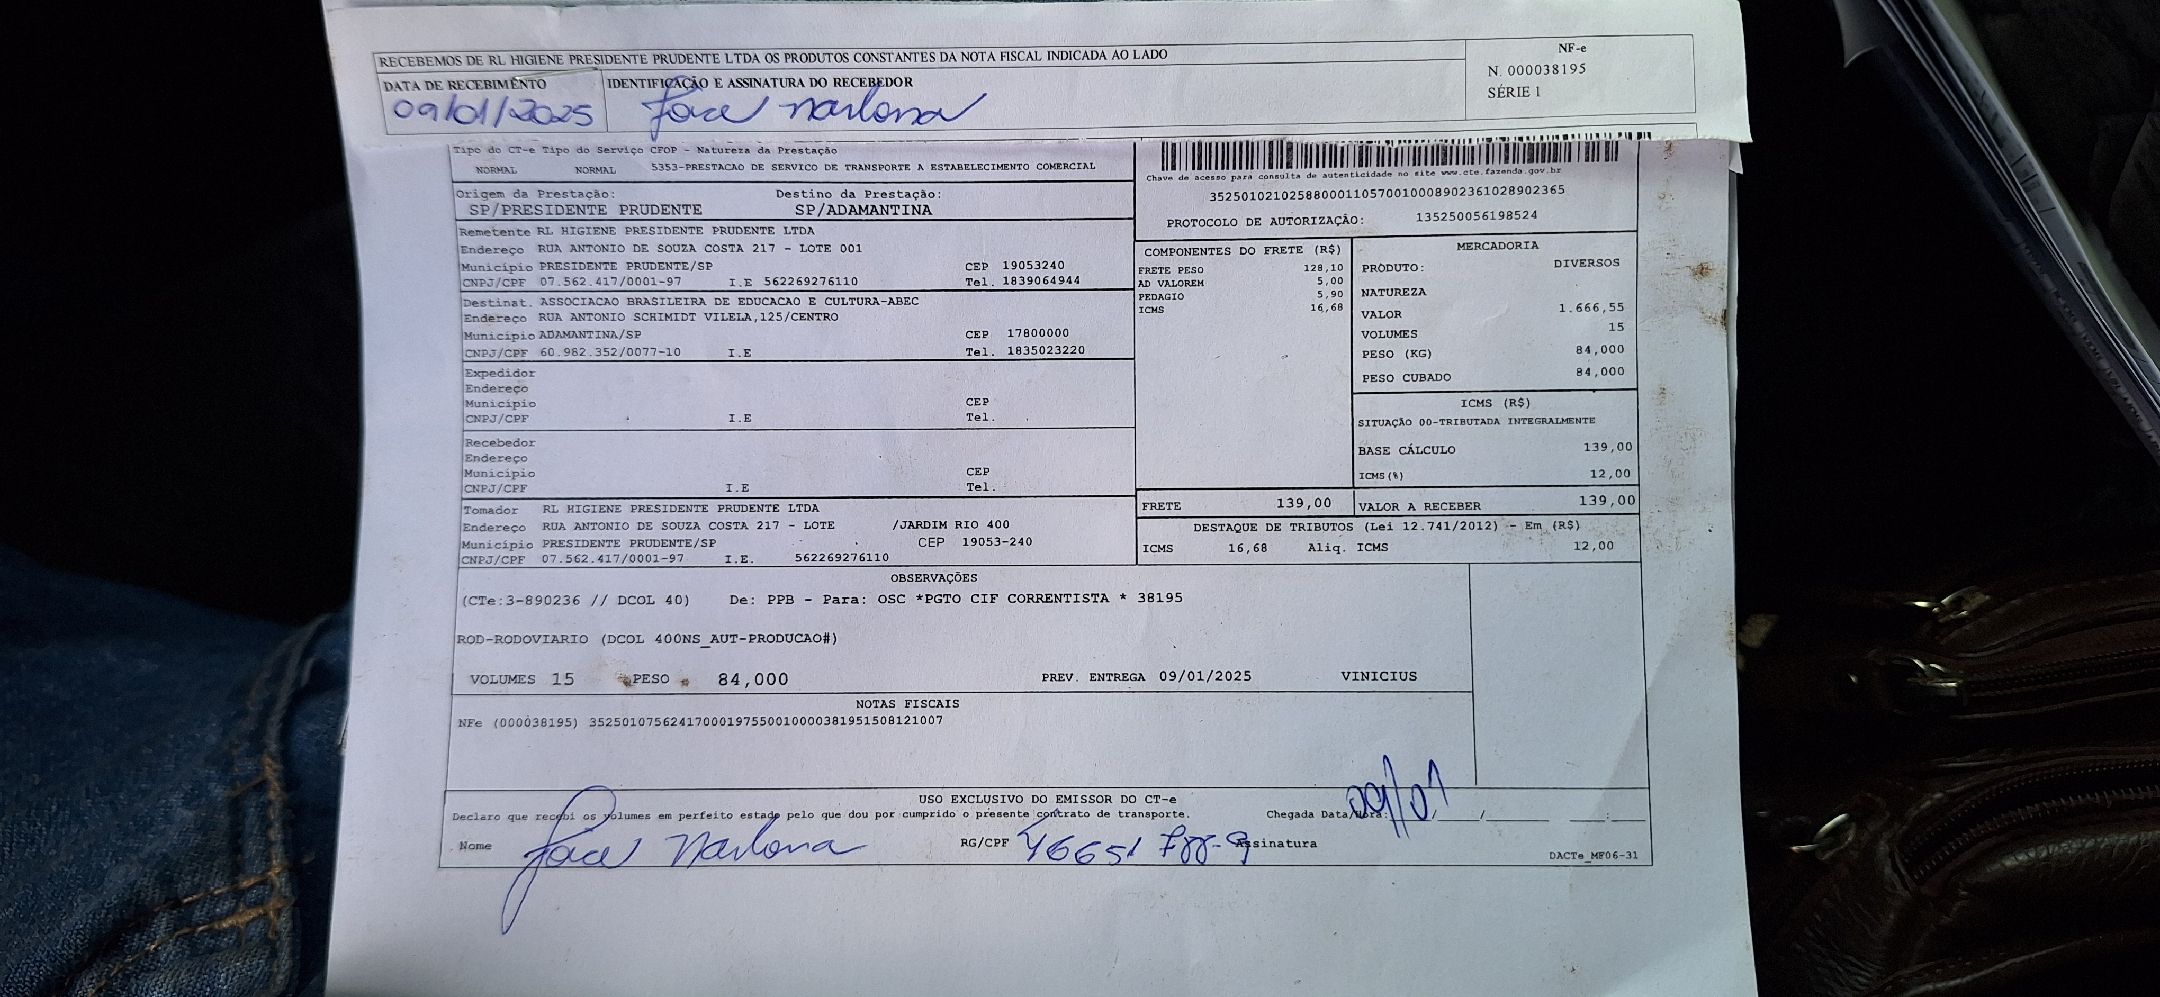 RECEBEMOS DE RL HIGIENE PRESIDENTE PRUDENTE LTDA OS PRODUTOS CONSTANTES DA NOTA FISCAL INDICADA AO LADO
DATA DE RECEBIMENTO IDENTIFICAÇÃO E ASSINATURA DO RECEBEDOR
09/01/2025
NF-e
N. 000038195
SÉRIE 1
Tipo do CT-e Tipo do Serviço CFOP - Natureza da Prestação
NORMAL NORMAL 5353-PRESTACAO DE SERVICO DE TRANSPORTE A ESTABELECIMENTO COMERCIAL
Origem da Prestação: Destino da Prestação:
SP/PRESIDENTE PRUDENTE SP/ADAMANTINA
Chave de acesso para consulta de autenticidade no site www.cte.fazenda.gov.br
35250102102588000110570010008902361028902365
PROTOCOLO DE AUTORIZAÇÃO: 135250056198524
Remetente RL HIGIENE PRESIDENTE PRUDENTE LTDA
Endereço RUA ANTONIO DE SOUZA COSTA 217 - LOTE 001
Município PRESIDENTE PRUDENTE/SP CEP 19053240
CNPJ/CPF 07.562.417/0001-97 I.E 562269276110 Tel. 1839064944
Destinat. ASSOCIACAO BRASILEIRA DE EDUCACAO E CULTURA-ABEC
Endereço RUA ANTONIO SCHIMIDT VILELA,125/CENTRO
Município ADAMANTINA/SP CEP 17800000
CNPJ/CPF 60.982.352/0077-10 I.E Tel. 1835023220
Expedidor
Endereço
Município CEP
CNPJ/CPF I.E Tel.
Recebedor
Endereço
Município CEP
CNPJ/CPF I.E Tel.
Tomador RL HIGIENE PRESIDENTE PRUDENTE LTDA
Endereço RUA ANTONIO DE SOUZA COSTA 217 - LOTE /JARDIM RIO 400
Município PRESIDENTE PRUDENTE/SP CEP 19053-240
CNPJ/CPF 07.562.417/0001-97 I.E. 562269276110
COMPONENTES DO FRETE (R$)
FRETE PESO 128,10
AD VALOREM 5,00
PEDAGIO 5,90
ICMS 16,68
MERCADORIA
PRODUTO: DIVERSOS
NATUREZA
VALOR 1.666,55
VOLUMES 15
PESO (KG) 84,000
PESO CUBADO 84,000
ICMS (R$)
SITUAÇÃO 00-TRIBUTADA INTEGRALMENTE
BASE CÁLCULO 139,00
ICMS(%) 12,00
FRETE 139,00 VALOR A RECEBER 139,00
DESTAQUE DE TRIBUTOS (Lei 12.741/2012) - Em (R$)
ICMS 16,68 Aliq. ICMS 12,00
OBSERVAÇÕES
(CTe:3-890236 // DCOL 40) De: PPB - Para: OSC *PGTO CIF CORRENTISTA * 38195
ROD-RODOVIARIO (DCOL 400NS_AUT-PRODUCAO#)
VOLUMES 15 PESO 84,000 PREV. ENTREGA 09/01/2025 VINICIUS
NOTAS FISCAIS
NFe (000038195) 35250107562417000197550010000381951508121007
USO EXCLUSIVO DO EMISSOR DO CT-e
Declaro que recebi os volumes em perfeito estado pelo que dou por cumprido o presente contrato de transporte. Chegada Data/Hora: 09/01
Nome RG/CPF Assinatura
DACTe_MF06-31